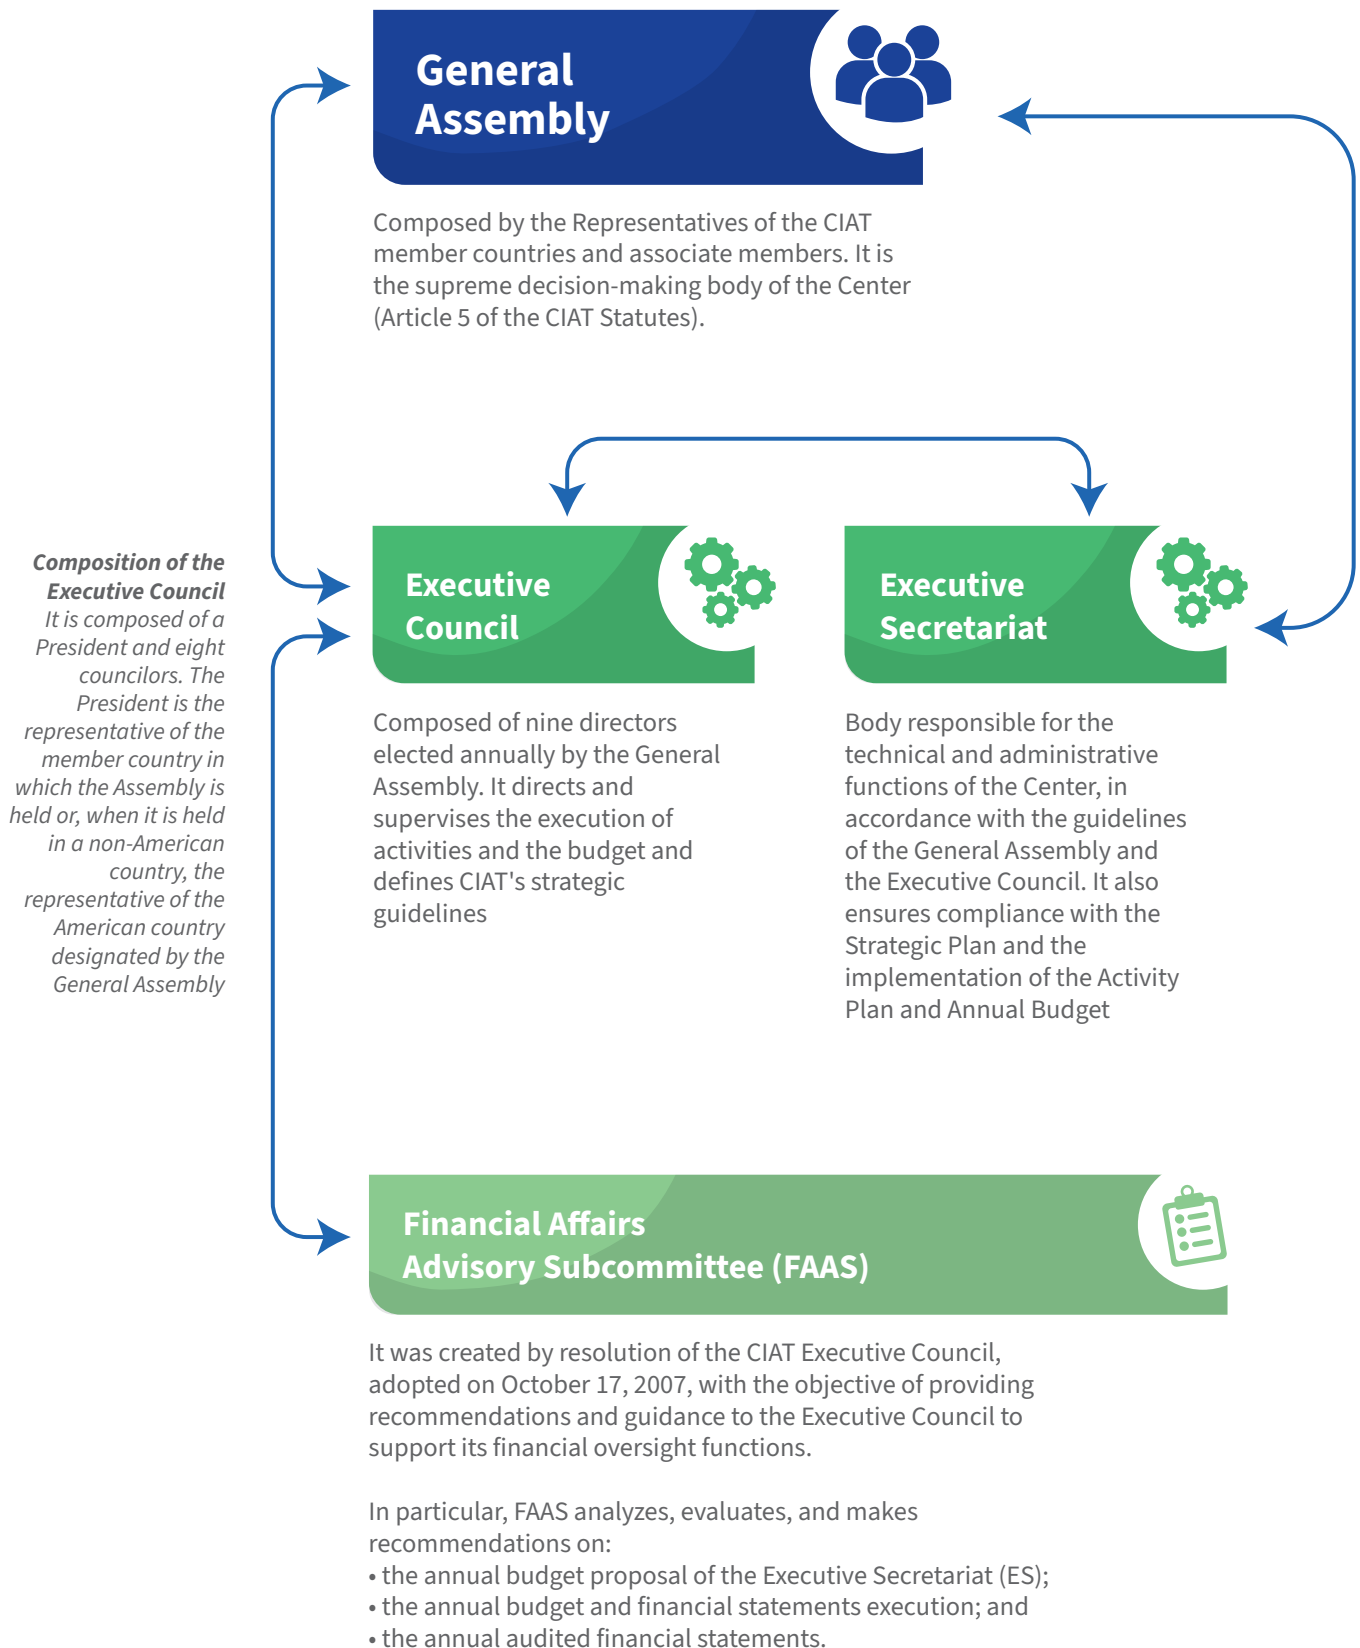 General
Assembly
Composed by the Representatives of the CIAT
member countries and associate members. It is
the supreme decision-making body of the Center
(Article 5 of the CIAT Statutes).
Composition of the
Executive Council
It is composed of a
President and eight
councilors. The
President is the
representative of the
member country in
which the Assembly is
held or, when it is held
in a non-American
country, the
representative of the
American country
designated by the
General Assembly
Executive
Council
Composed of nine directors
elected annually by the General
Assembly. It directs and
supervises the execution of
activities and the budget and
defines CIAT's strategic
guidelines
Executive
Secretariat
Body responsible for the
technical and administrative
functions of the Center, in
accordance with the guidelines
of the General Assembly and
the Executive Council. It also
ensures compliance with the
Strategic Plan and the
implementation of the Activity
Plan and Annual Budget
Financial Affairs
Advisory Subcommittee (FAAS)
It was created by resolution of the CIAT Executive Council,
adopted on October 17, 2007, with the objective of providing
recommendations and guidance to the Executive Council to
support its financial oversight functions.
In particular, FAAS analyzes, evaluates, and makes
recommendations on:
• the annual budget proposal of the Executive Secretariat (ES);
• the annual budget and financial statements execution; and
• the annual audited financial statements.